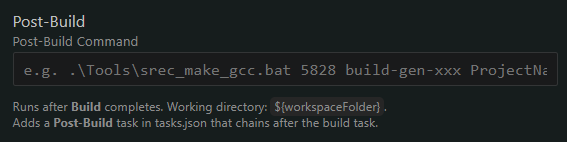 Post-Build
Post-Build Command
e.g. .\Tools\srec_make_gcc.bat 5828 build-gen-xxx ProjectNa
Runs after Build completes. Working directory: ${workspaceFolder}.
Adds a Post-Build task in tasks.json that chains after the build task.